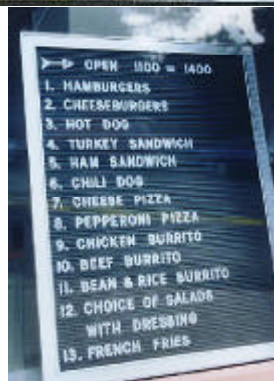 OPEN 1100 = 1400
1. HAMBURGERS
2. CHEESEBURGERS
3. HOT DOG
4. TURKEY SANDWICH
5. HAM SANDWICH
6. CHILI DOG
7. CHEESE PIZZA
8. PEPPERONI PIZZA
9. CHICKEN BURRITO
10. BEEF BURRITO
11. BEAN & RICE BURRITO
12. CHOICE OF SALADS
WITH DRESSING
13. FRENCH FRIES